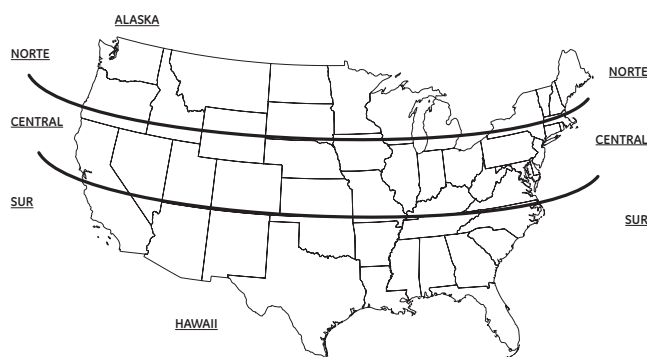 ALASKA
NORTE
NORTE
CENTRAL
CENTRAL
SUR
SUR
HAWAII